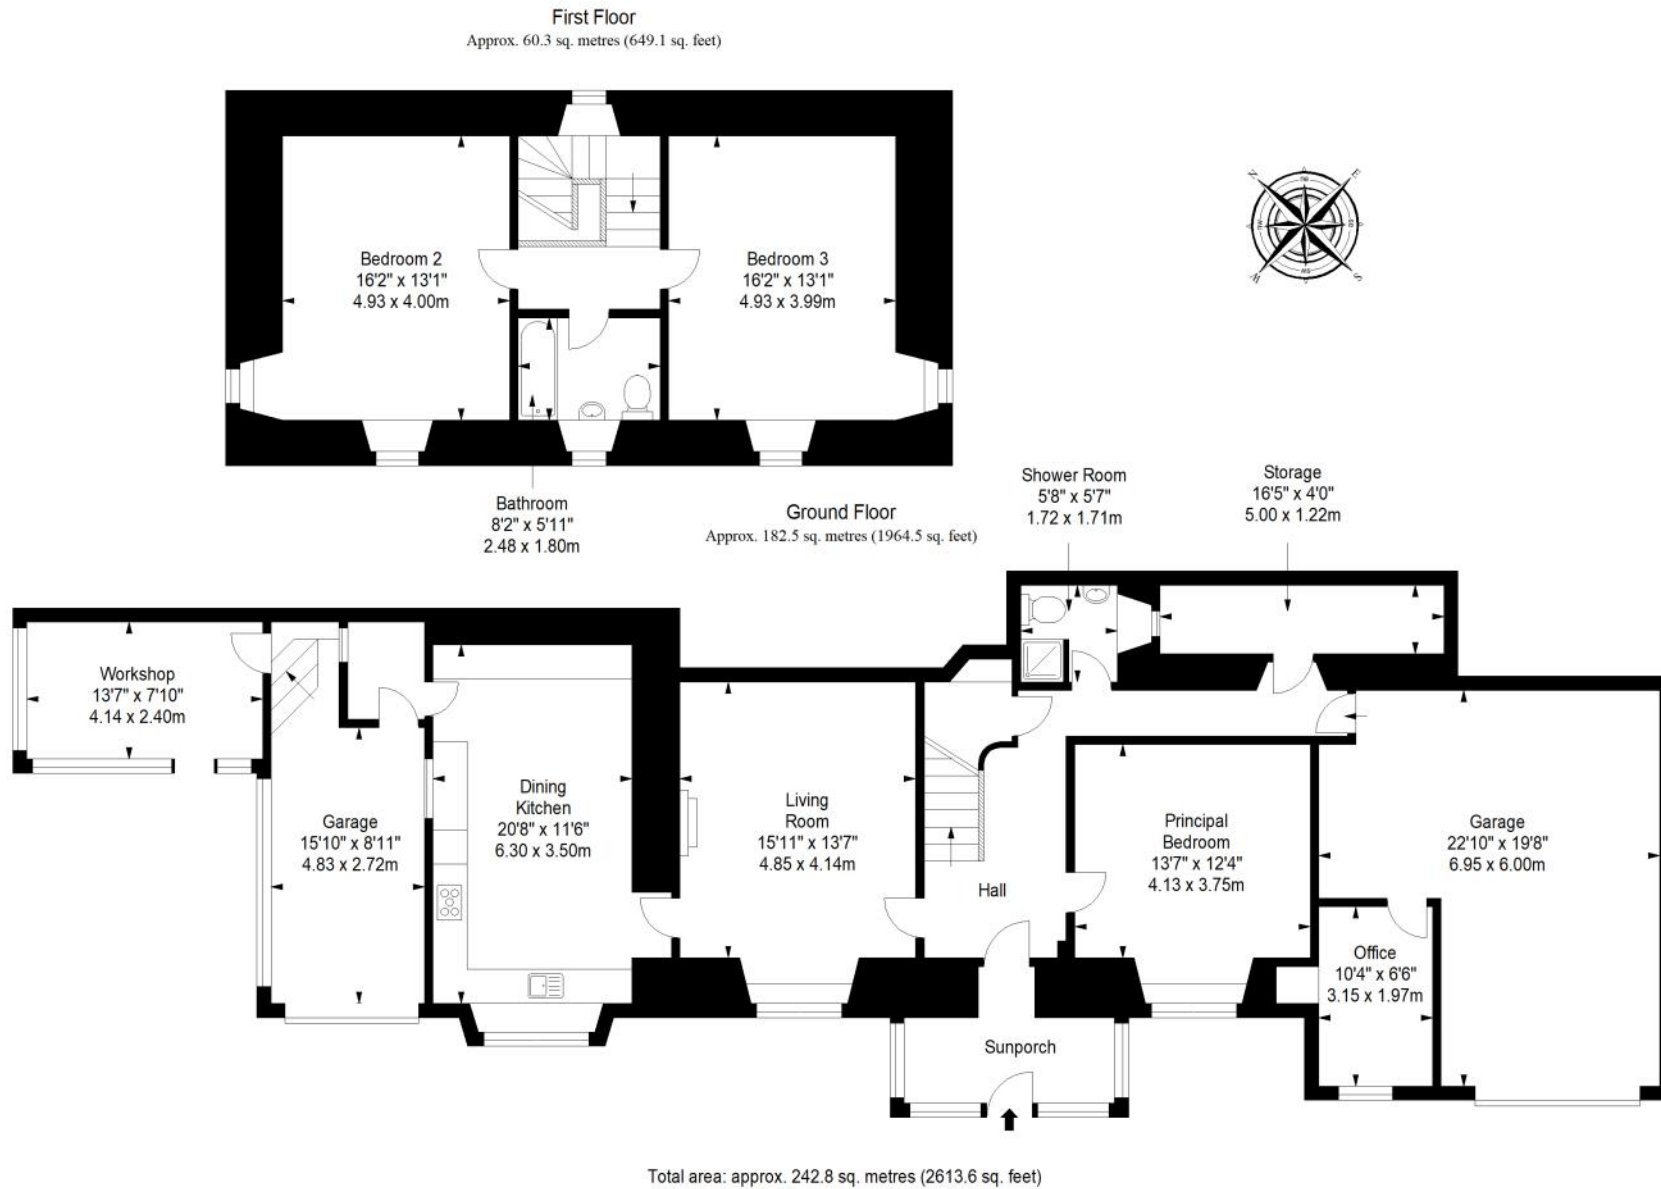 First Floor
Approx. 60.3 sq. metres (649.1 sq. feet)
Bedroom 2
16'2" x 13'1"
4.93 x 4.00m
Bedroom 3
16'2" x 13'1"
4.93 x 3.99m
N
E
W
S
Bathroom
8'2" x 5'11"
2.48 x 1.80m
Ground Floor
Approx. 182.5 sq. metres (1964.5 sq. feet)
Shower Room
5'8" x 5'7"
1.72 x 1.71m
Storage
16'5" x 4'0"
5.00 x 1.22m
Workshop
13'7" x 7'10"
4.14 x 2.40m
Garage
15'10" x 8'11"
4.83 x 2.72m
Dining
Kitchen
20'8" x 11'6"
6.30 x 3.50m
Living
Room
15'11" x 13'7"
4.85 x 4.14m
Hall
Principal
Bedroom
13'7" x 12'4"
4.13 x 3.75m
Garage
22'10" x 19'8"
6.95 x 6.00m
Office
10'4" x 6'6"
3.15 x 1.97m
Sunporch
Total area: approx. 242.8 sq. metres (2613.6 sq. feet)